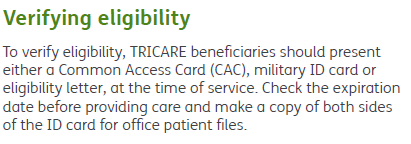 Verifying eligibility
To verify eligibility, TRICARE beneficiaries should present
either a Common Access Card (CAC), military ID card or
eligibility letter, at the time of service. Check the expiration
date before providing care and make a copy of both sides
of the ID card for office patient files.